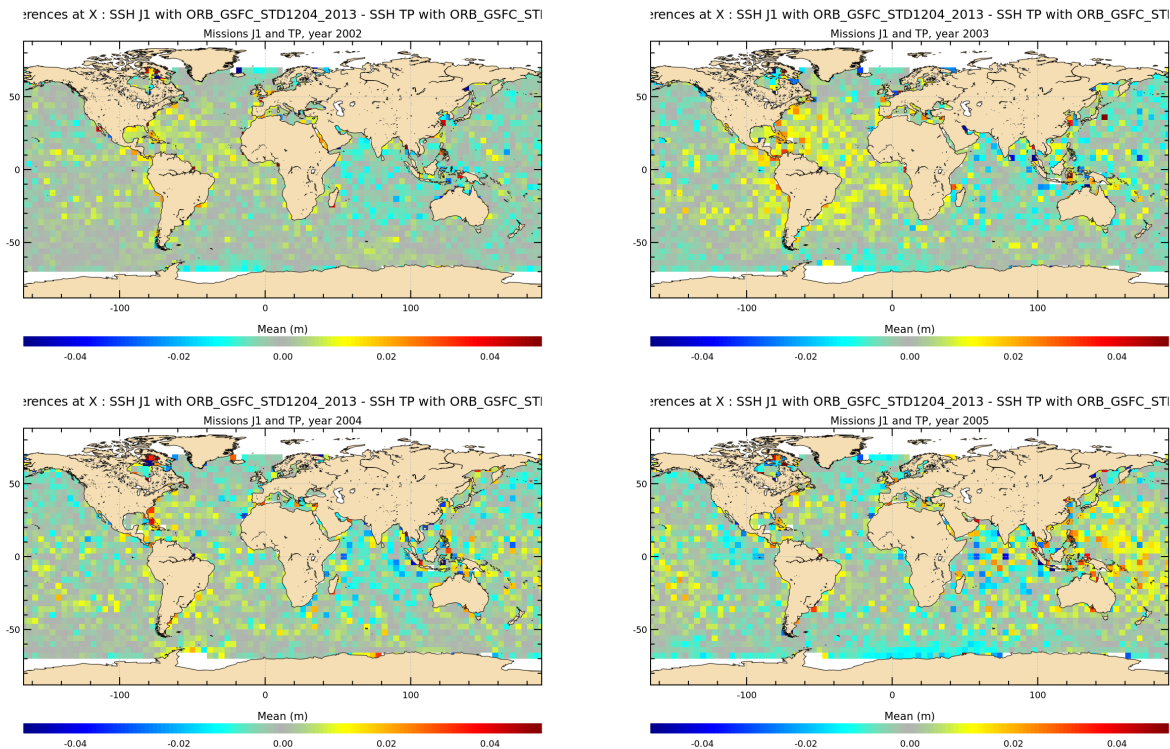 erences at X : SSH J1 with ORB_GSFC_STD1204_2013 - SSH TP with ORB_GSFC_ST
Missions J1 and TP, year 2002
50
0
-50
-100 0 100
Mean (m)
-0.04 -0.02 0.00 0.02 0.04
erences at X : SSH J1 with ORB_GSFC_STD1204_2013 - SSH TP with ORB_GSFC_ST
Missions J1 and TP, year 2003
50
0
-50
-100 0 100
Mean (m)
-0.04 -0.02 0.00 0.02 0.04
erences at X : SSH J1 with ORB_GSFC_STD1204_2013 - SSH TP with ORB_GSFC_ST
Missions J1 and TP, year 2004
50
0
-50
-100 0 100
Mean (m)
-0.04 -0.02 0.00 0.02 0.04
erences at X : SSH J1 with ORB_GSFC_STD1204_2013 - SSH TP with ORB_GSFC_ST
Missions J1 and TP, year 2005
50
0
-50
-100 0 100
Mean (m)
-0.04 -0.02 0.00 0.02 0.04